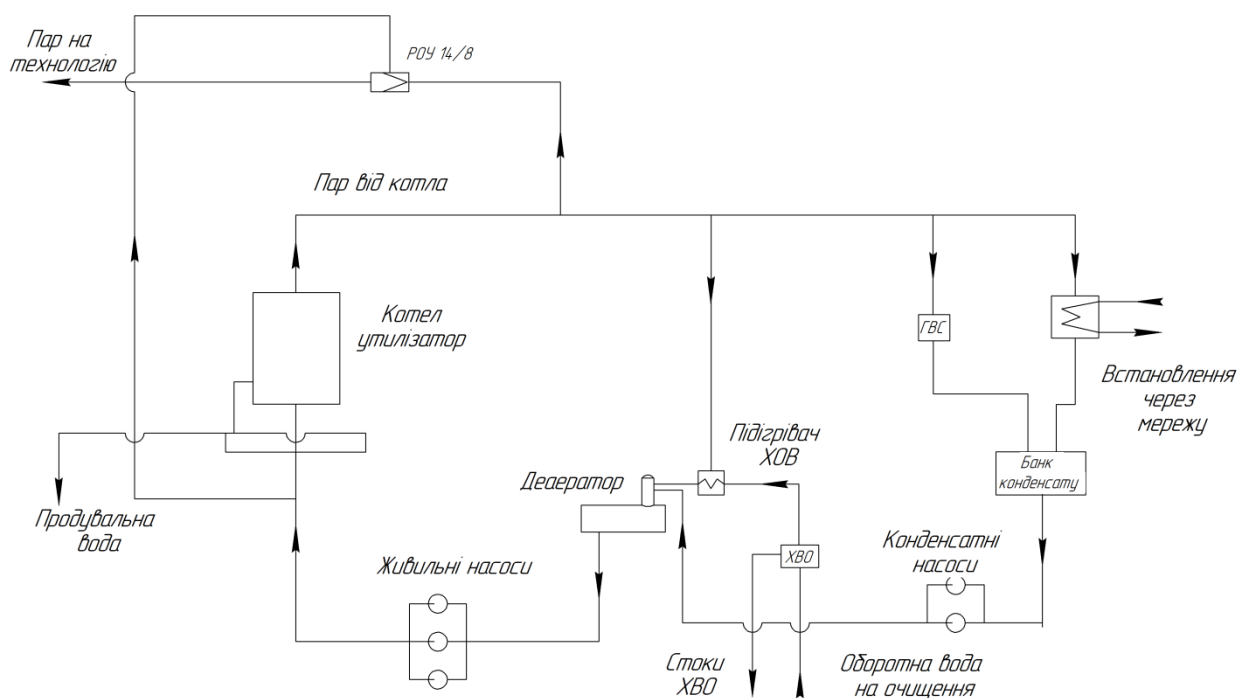 Пар на
технологію
РОУ 14/8
Пар від котла
Котел
утилізатор
ГВС
Встановлення
через
мережу
Підігрівач
ХОВ
Банк
конденсату
Деаератор
Продувальна
вода
Живильні насоси
ХВО
Конденсатні
насоси
Стоки
ХВО
Оборотна вода
на очищення